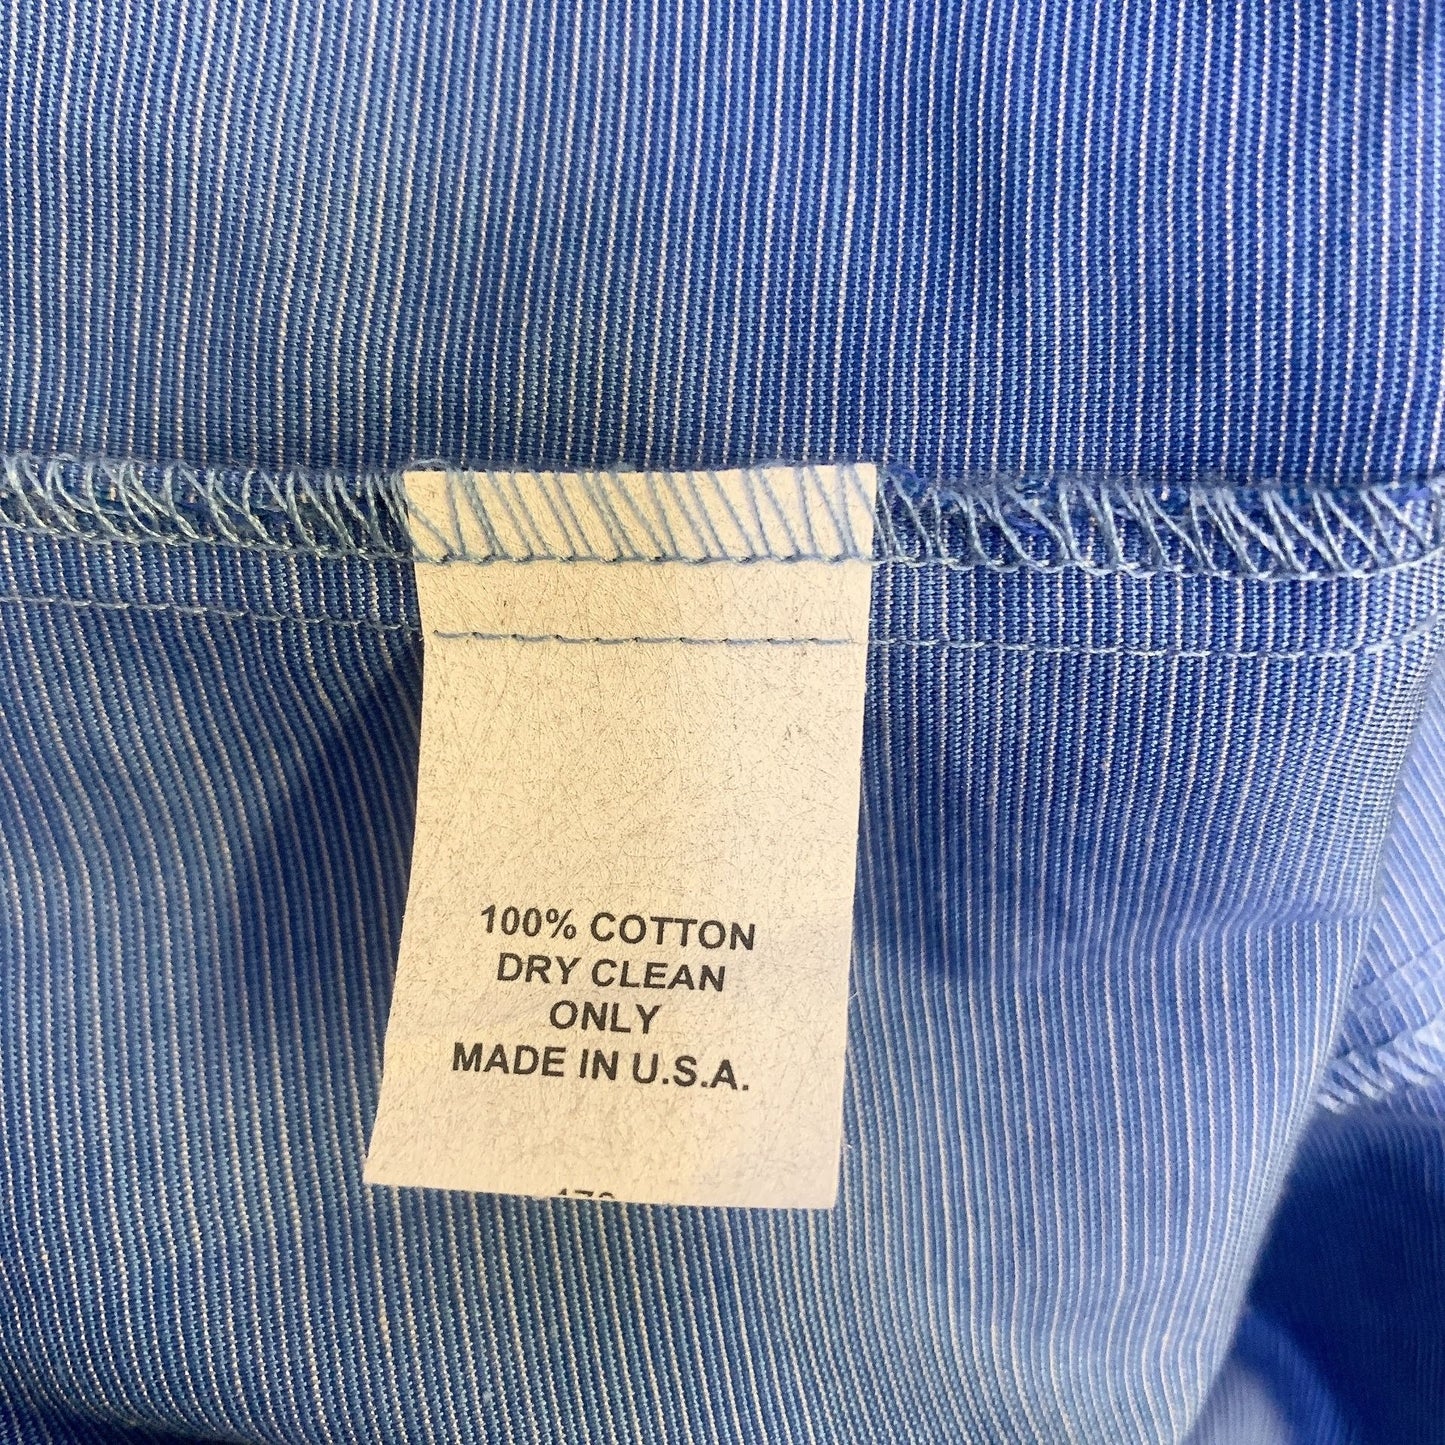 100% COTTON
DRY CLEAN
ONLY
MADE IN U.S.A.